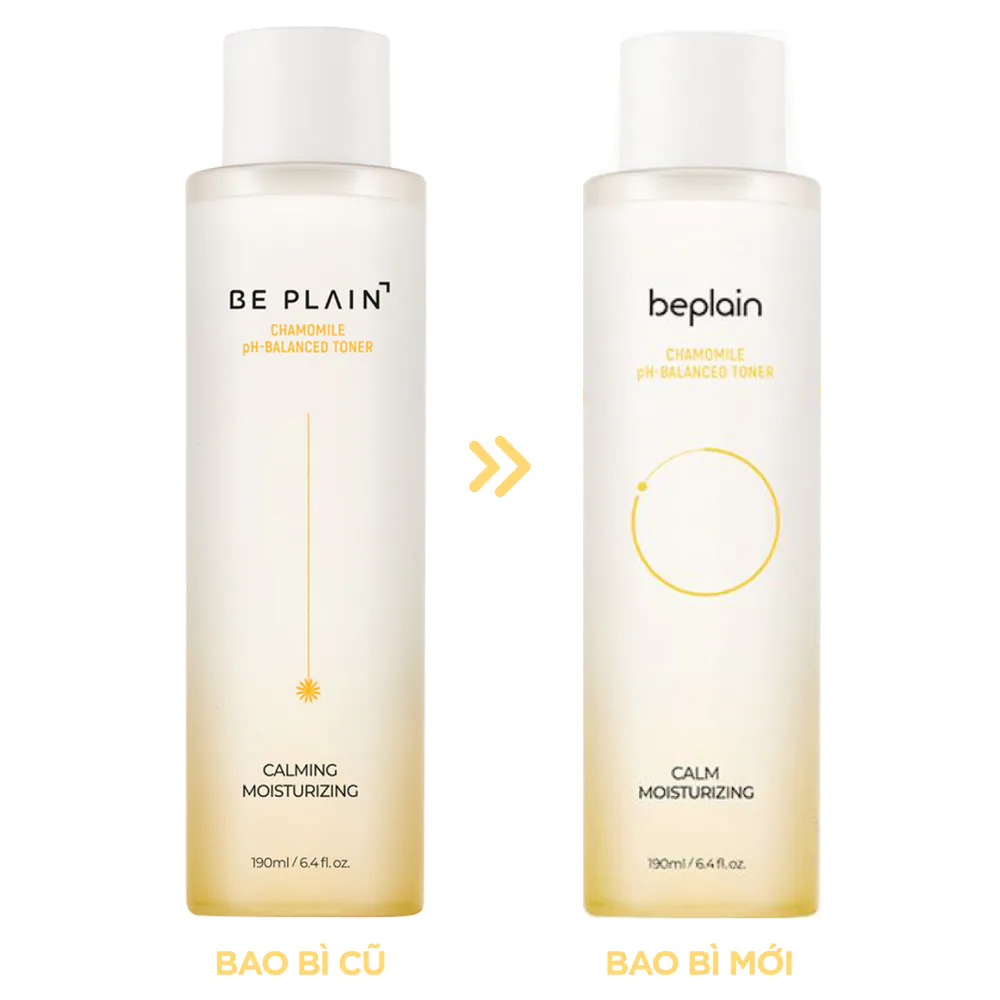 BE PLAIN
CHAMOMILE
pH-BALANCED TONER
CALMING
MOISTURIZING
190ml / 6.4 fl. oz.
BAO BÌ CŨ
beplain
CHAMOMILE
pH-BALANCED TONER
CALM
MOISTURIZING
190ml / 6.4 fl. oz.
BAO BÌ MỚI